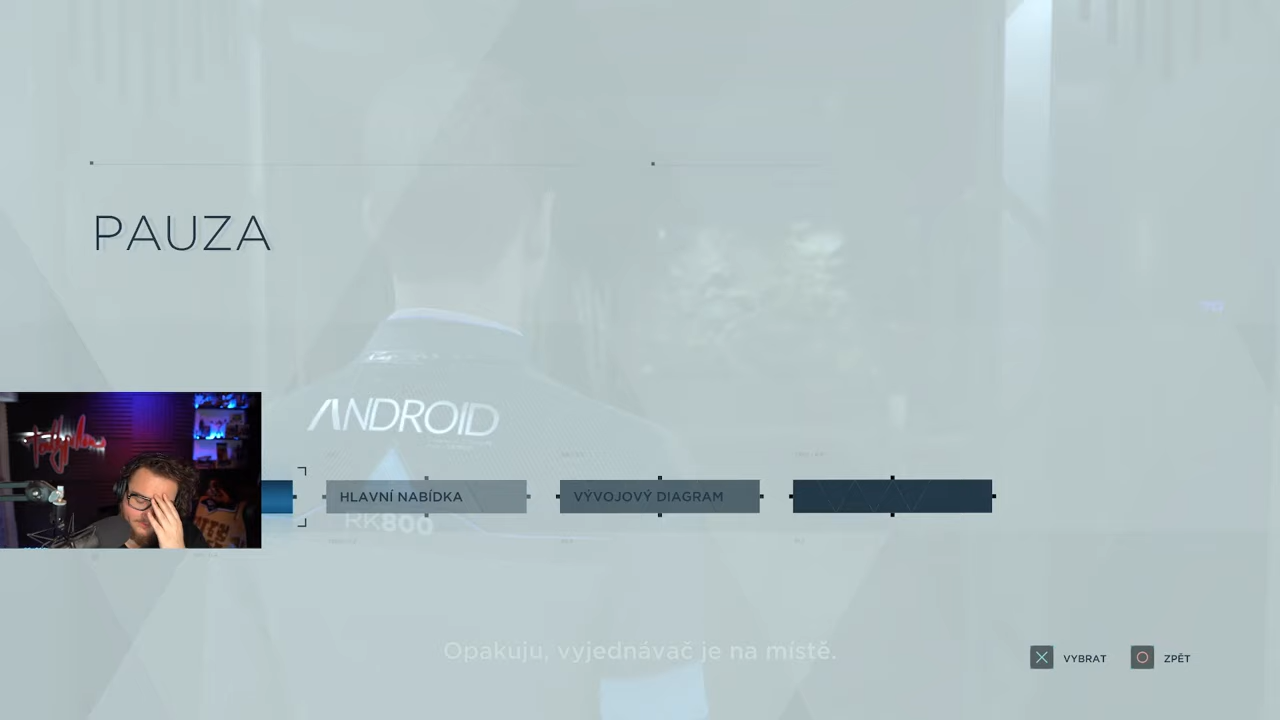 PAUZA
ANDROID
HLAVNÍ NABÍDKA
VÝVOJOVÝ DIAGRAM
RK800
Opakuju, vyjednávač je na místě.
VYBRAT
ZPĚT